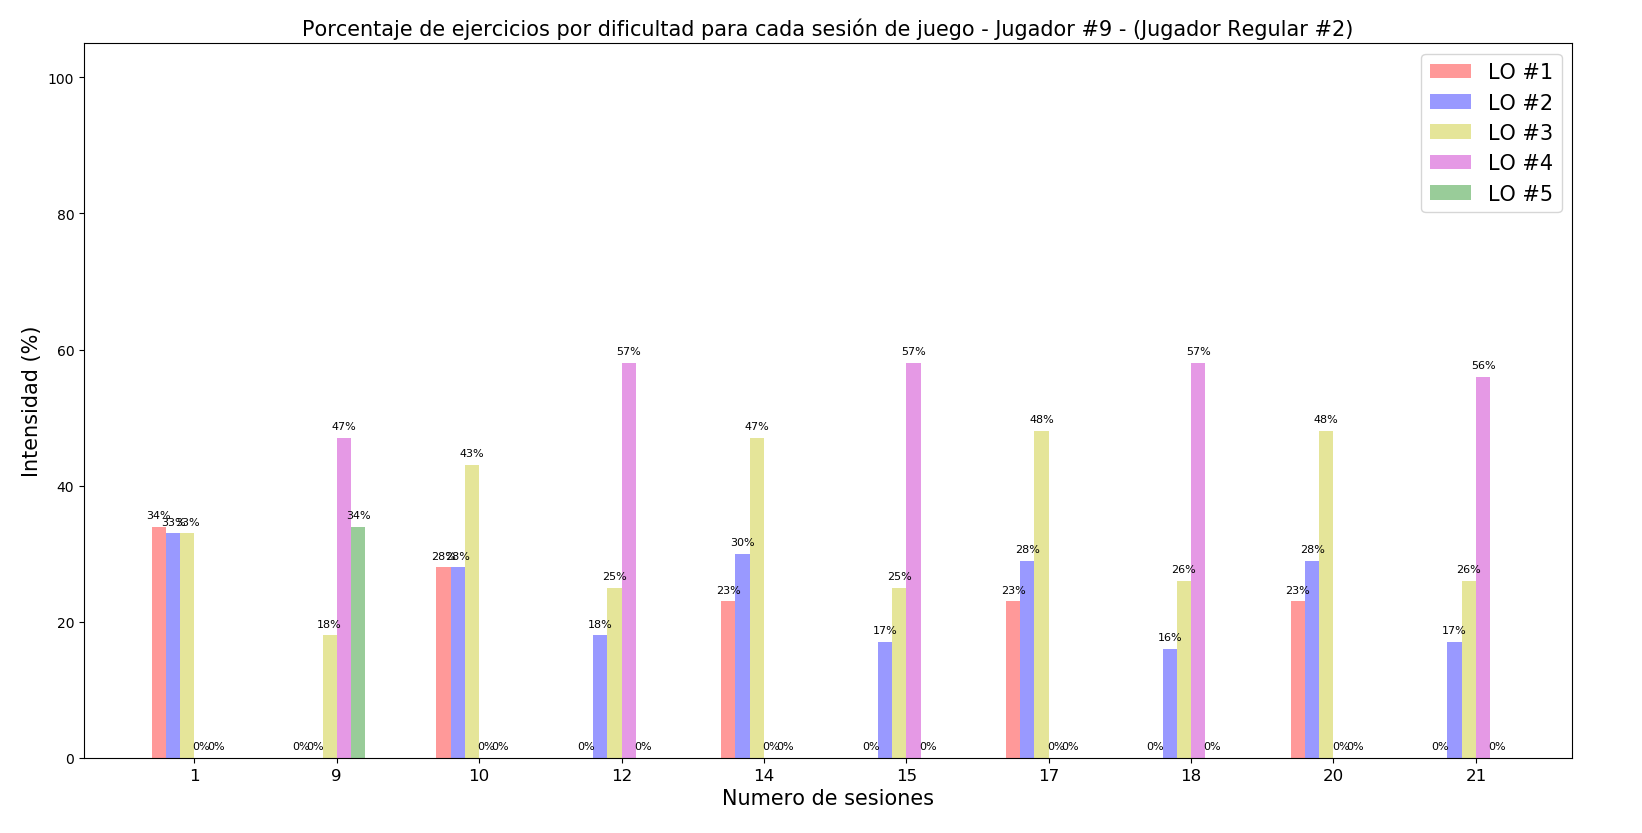 Porcentaje de ejercicios por dificultad para cada sesión de juego - Jugador #9 - (Jugador Regular #2)
LO #1
LO #2
LO #3
LO #4
LO #5
Intensidad (%)
100
80
60
40
20
0
34% 33% 33% 0% 0%
0% 0% 18% 47% 34%
28% 28% 43% 0% 0%
0% 18% 25% 57% 0%
23% 30% 47% 0% 0%
0% 17% 25% 57% 0%
23% 28% 48% 0% 0%
0% 16% 26% 57% 0%
23% 28% 48% 0% 0%
0% 17% 26% 56% 0%
1 9 10 12 14 15 17 18 20 21
Numero de sesiones